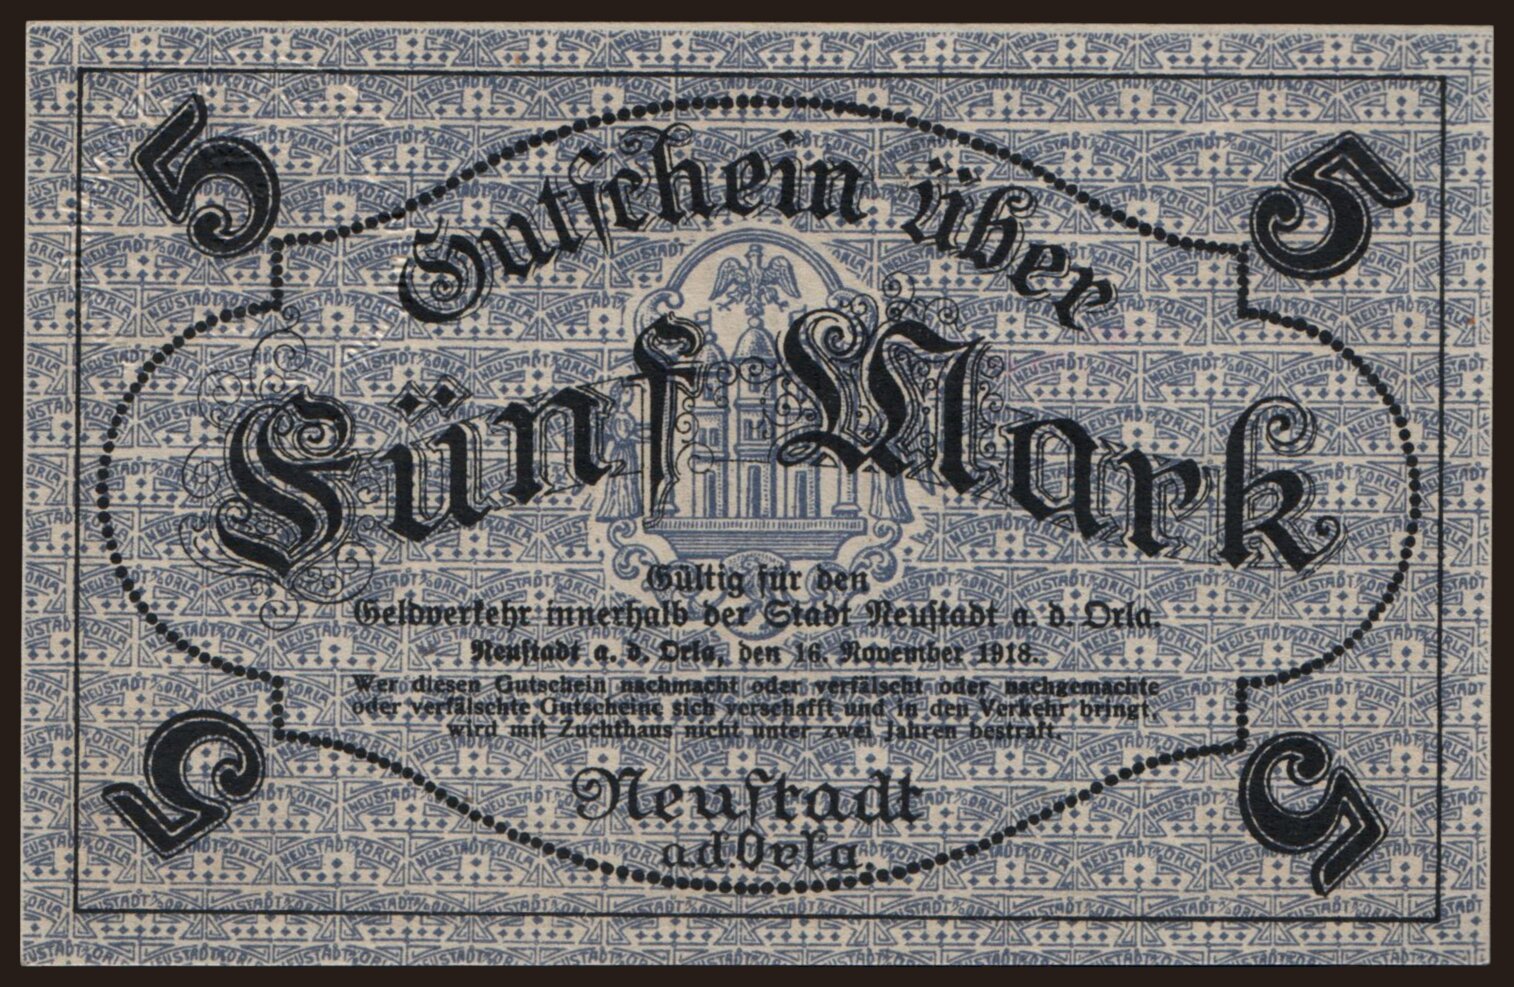 5 5
Gutschein über
Fünf Mark
Gültig für den
Geldverkehr innerhalb der Stadt Neustadt a. d. Orla.
Neustadt a. d. Orla, den 16. November 1918.
Wer diesen Gutschein nachmacht oder verfälscht oder nachgemachte
oder verfälschte Gutscheine sich verschafft und in den Verkehr bringt,
wird mit Zuchthaus nicht unter zwei Jahren bestraft.
5 5
Neustadt
a d Orla.